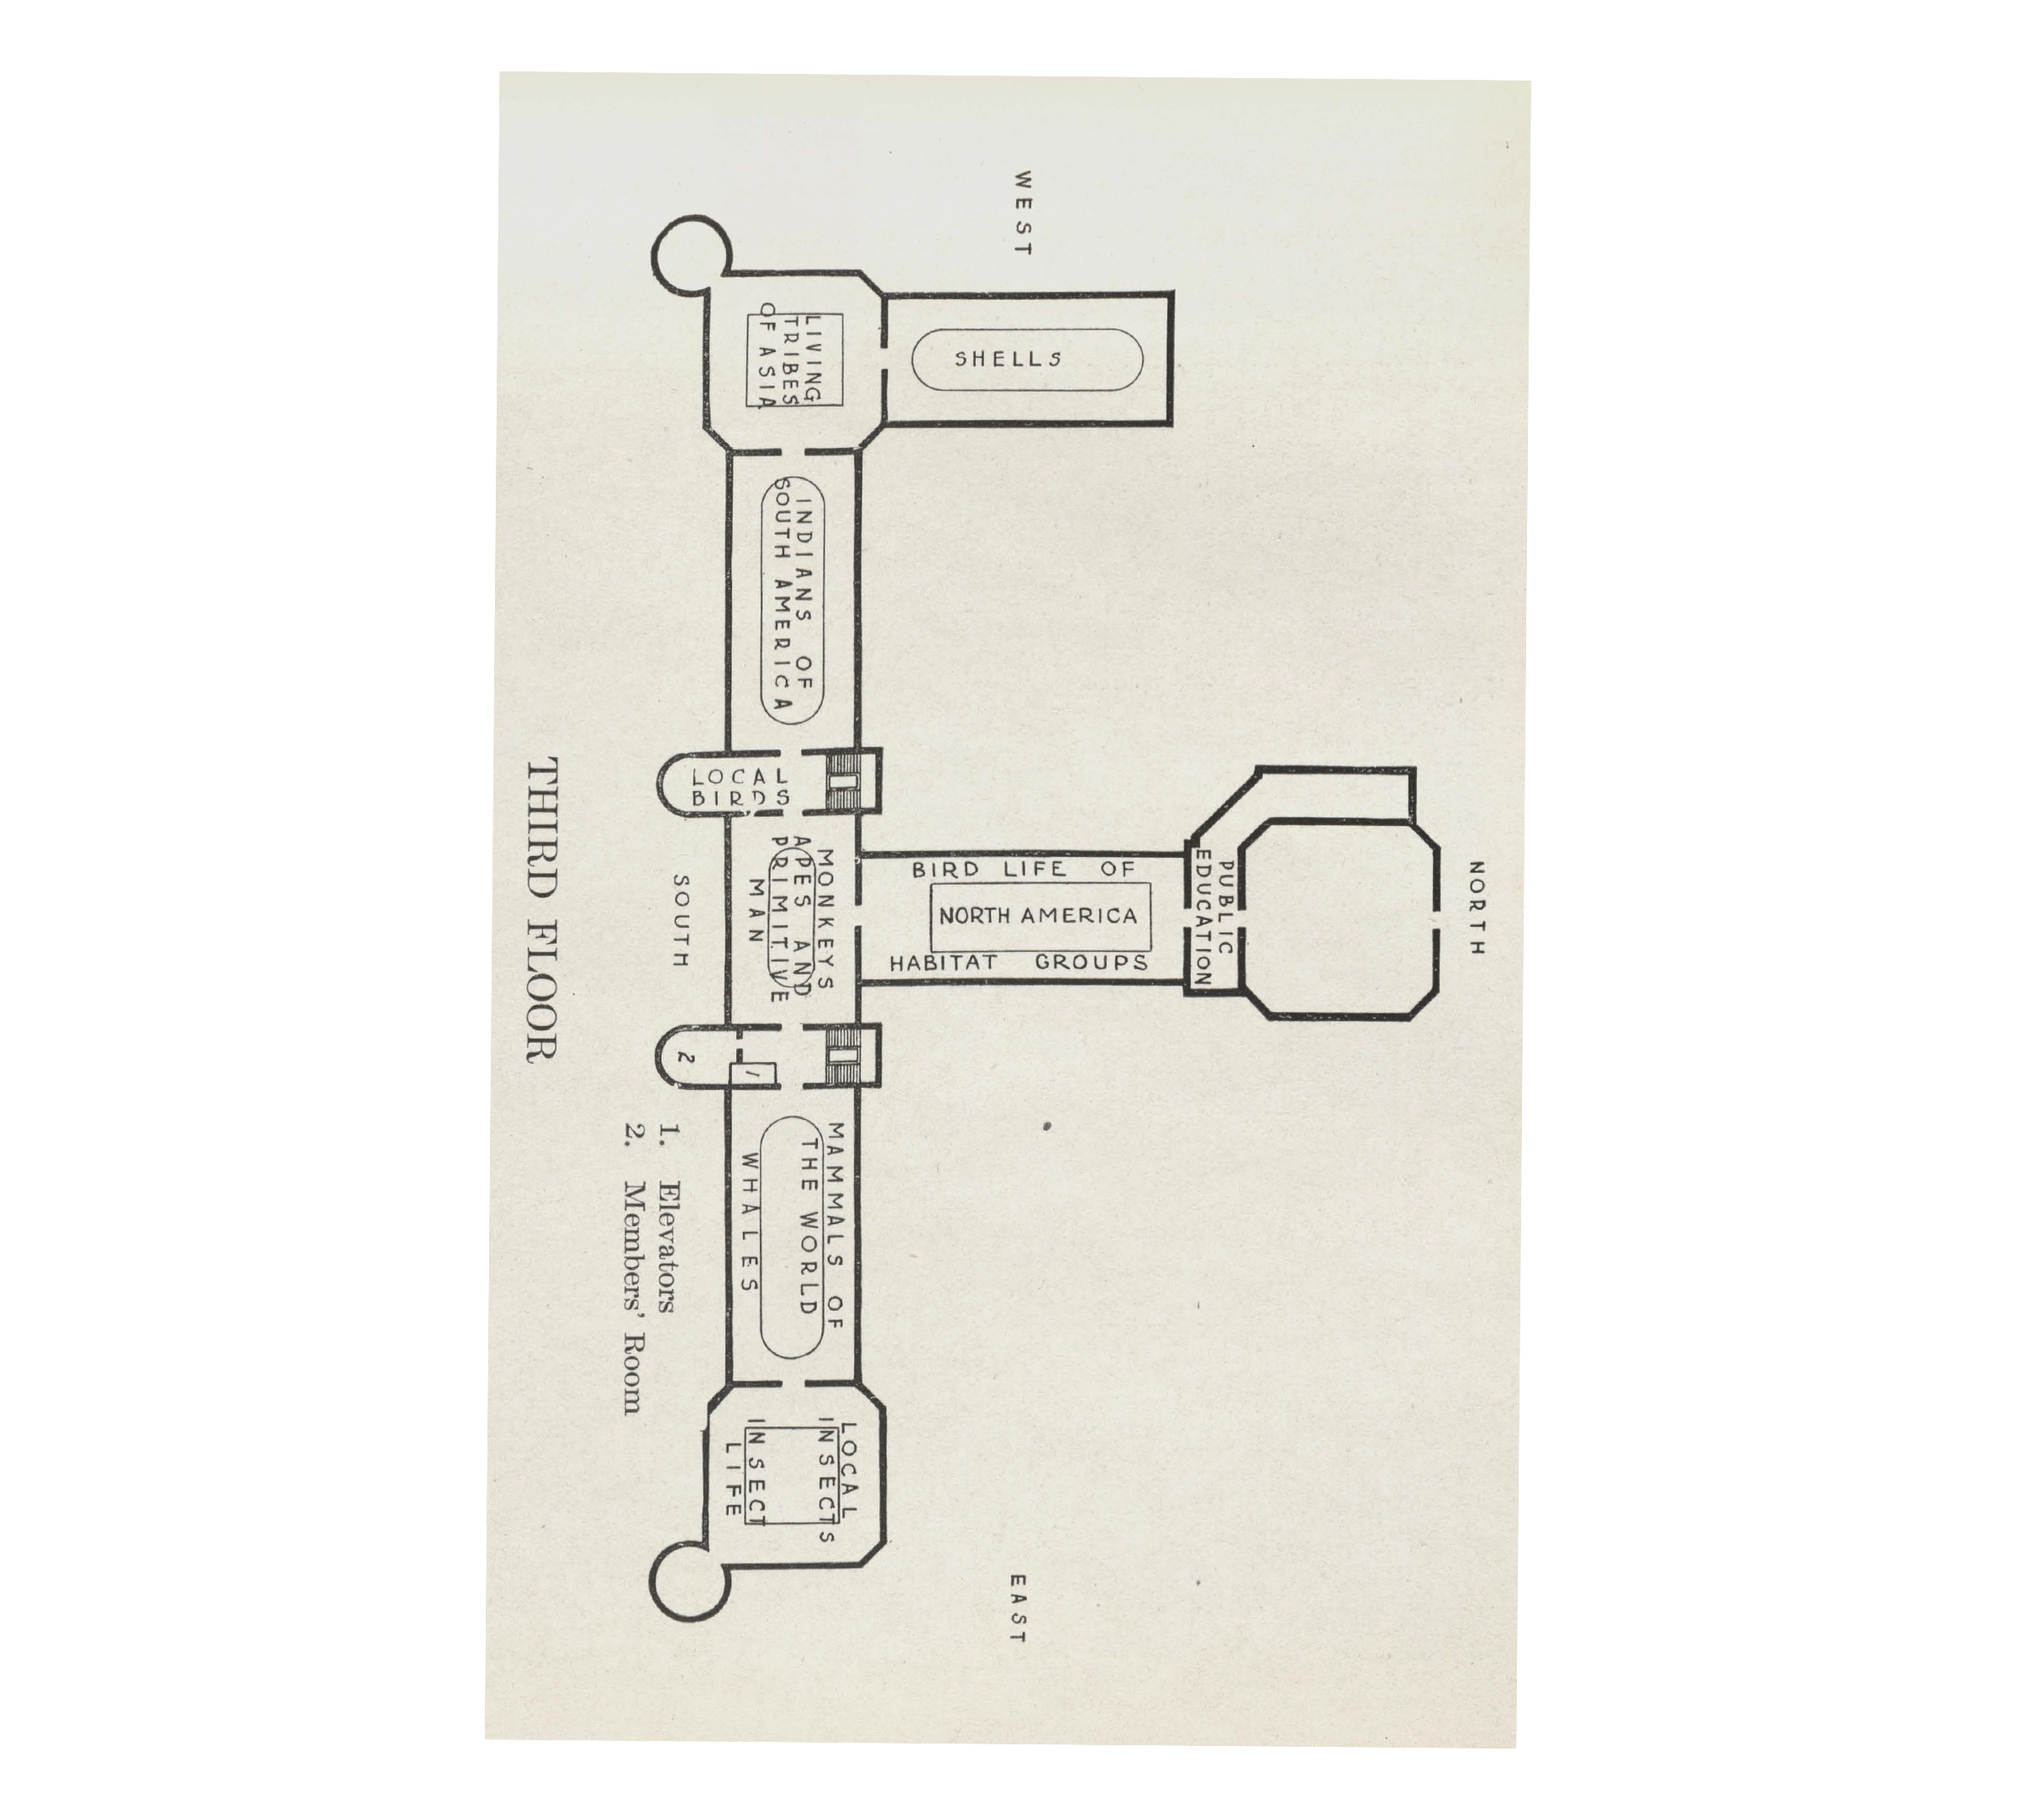 NORTH
PUBLIC
EDUCATION
WEST
EAST
SHELLS
BIRD LIFE OF
NORTH AMERICA
HABITAT GROUPS
LIVING
TRIBES
OF ASIA
INDIANS OF
SOUTH AMERICA
LOCAL
BIRDS
MONKEYS
APES AND
PRIMITIVE
MAN
1
2
MAMMALS OF
THE WORLD
WHALES
LOCAL
INSECTS
INSECT
LIFE
SOUTH
1. Elevators
2. Members' Room
THIRD FLOOR